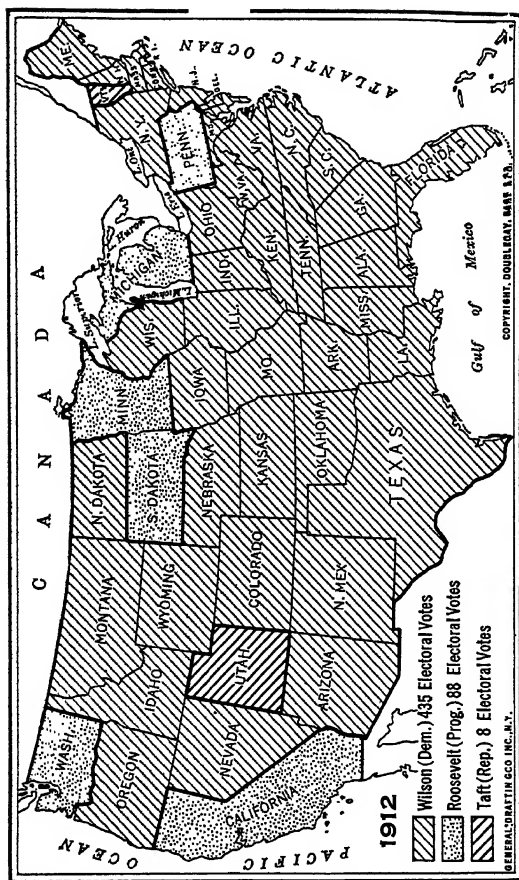 CANADA
PACIFIC OCEAN
ATLANTIC OCEAN
Gulf of Mexico
WASH.
OREGON
CALIFORNIA
NEVADA
IDAHO
MONTANA
WYOMING
UTAH
ARIZONA
COLORADO
N. MEX.
N. DAKOTA
S. DAKOTA
NEBRASKA
KANSAS
OKLAHOMA
TEXAS
MINN.
IOWA
MO.
ARK.
LA.
WIS.
ILL.
L. Superior
L. Michigan
MICHIGAN
Huron
IND.
OHIO
KEN.
TENN.
MISS.
ALA.
GA.
FLORIDA
S.C.
N.C.
VA.
W.VA.
PENN.
L. Erie
L. Ont.
N.Y.
N.J.
ME.
1912
Wilson (Dem.) 435 Electoral Votes
Roosevelt (Prog.) 88 Electoral Votes
Taft (Rep.) 8 Electoral Votes
GENERAL DRAFTING CO INC., N.Y.
COPYRIGHT, DOUBLEDAY, PAGE & CO.